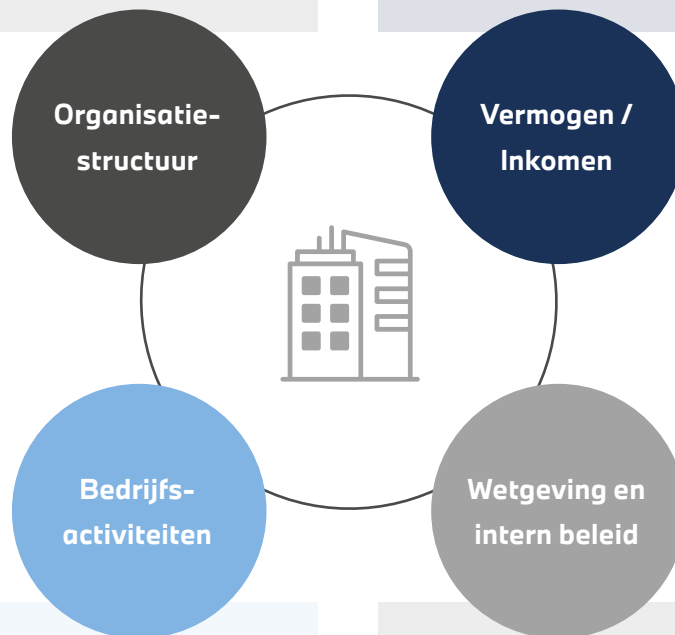 Organisatie-
structuur
Vermogen /
Inkomen
Bedrijfs-
activiteiten
Wetgeving en
intern beleid